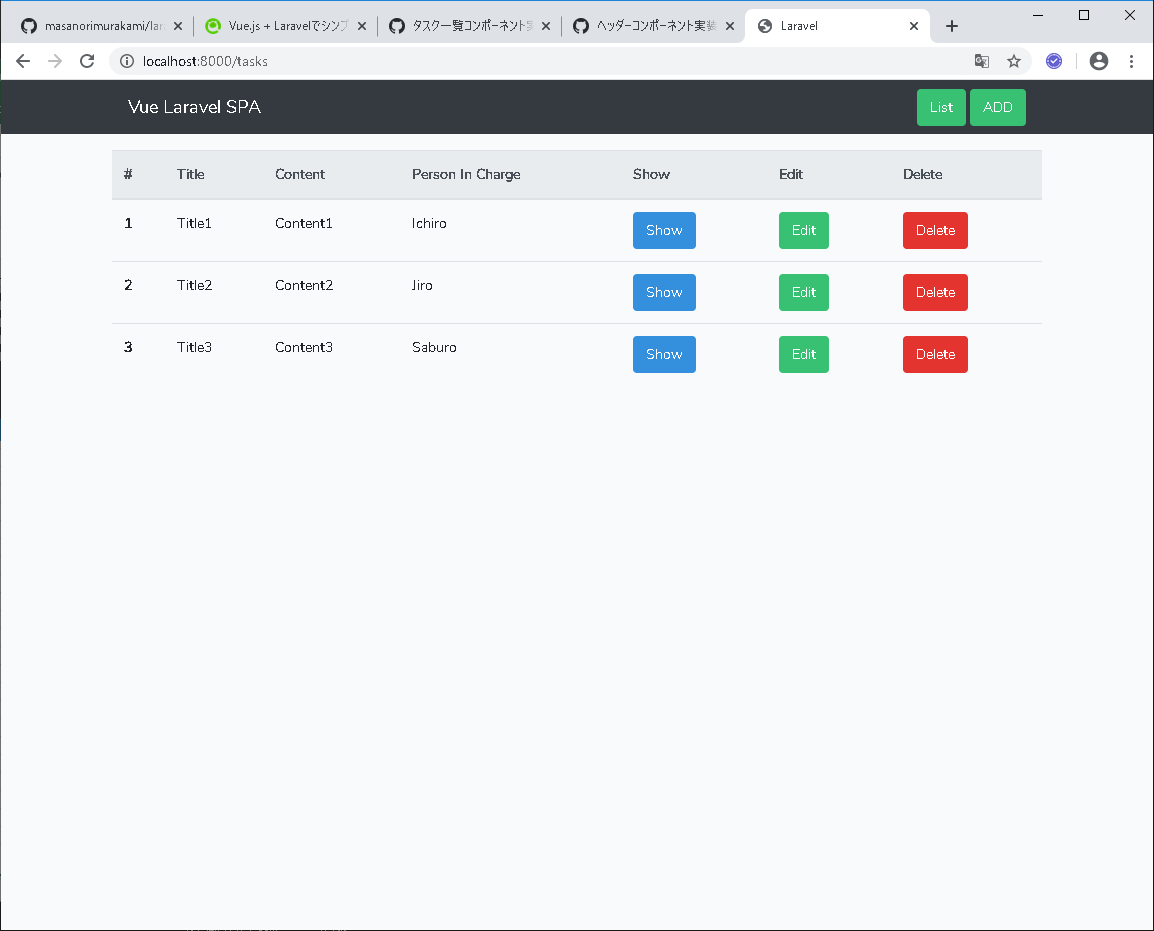 masanorimurakami/lar
Vue.js + Laravelでシンプ
タスク一覧コンポーネント実
ヘッダーコンポーネント実装
Laravel
localhost:8000/tasks
Vue Laravel SPA
List
ADD
# Title Content Person In Charge Show Edit Delete
1 Title1 Content1 Ichiro Show Edit Delete
2 Title2 Content2 Jiro Show Edit Delete
3 Title3 Content3 Saburo Show Edit Delete